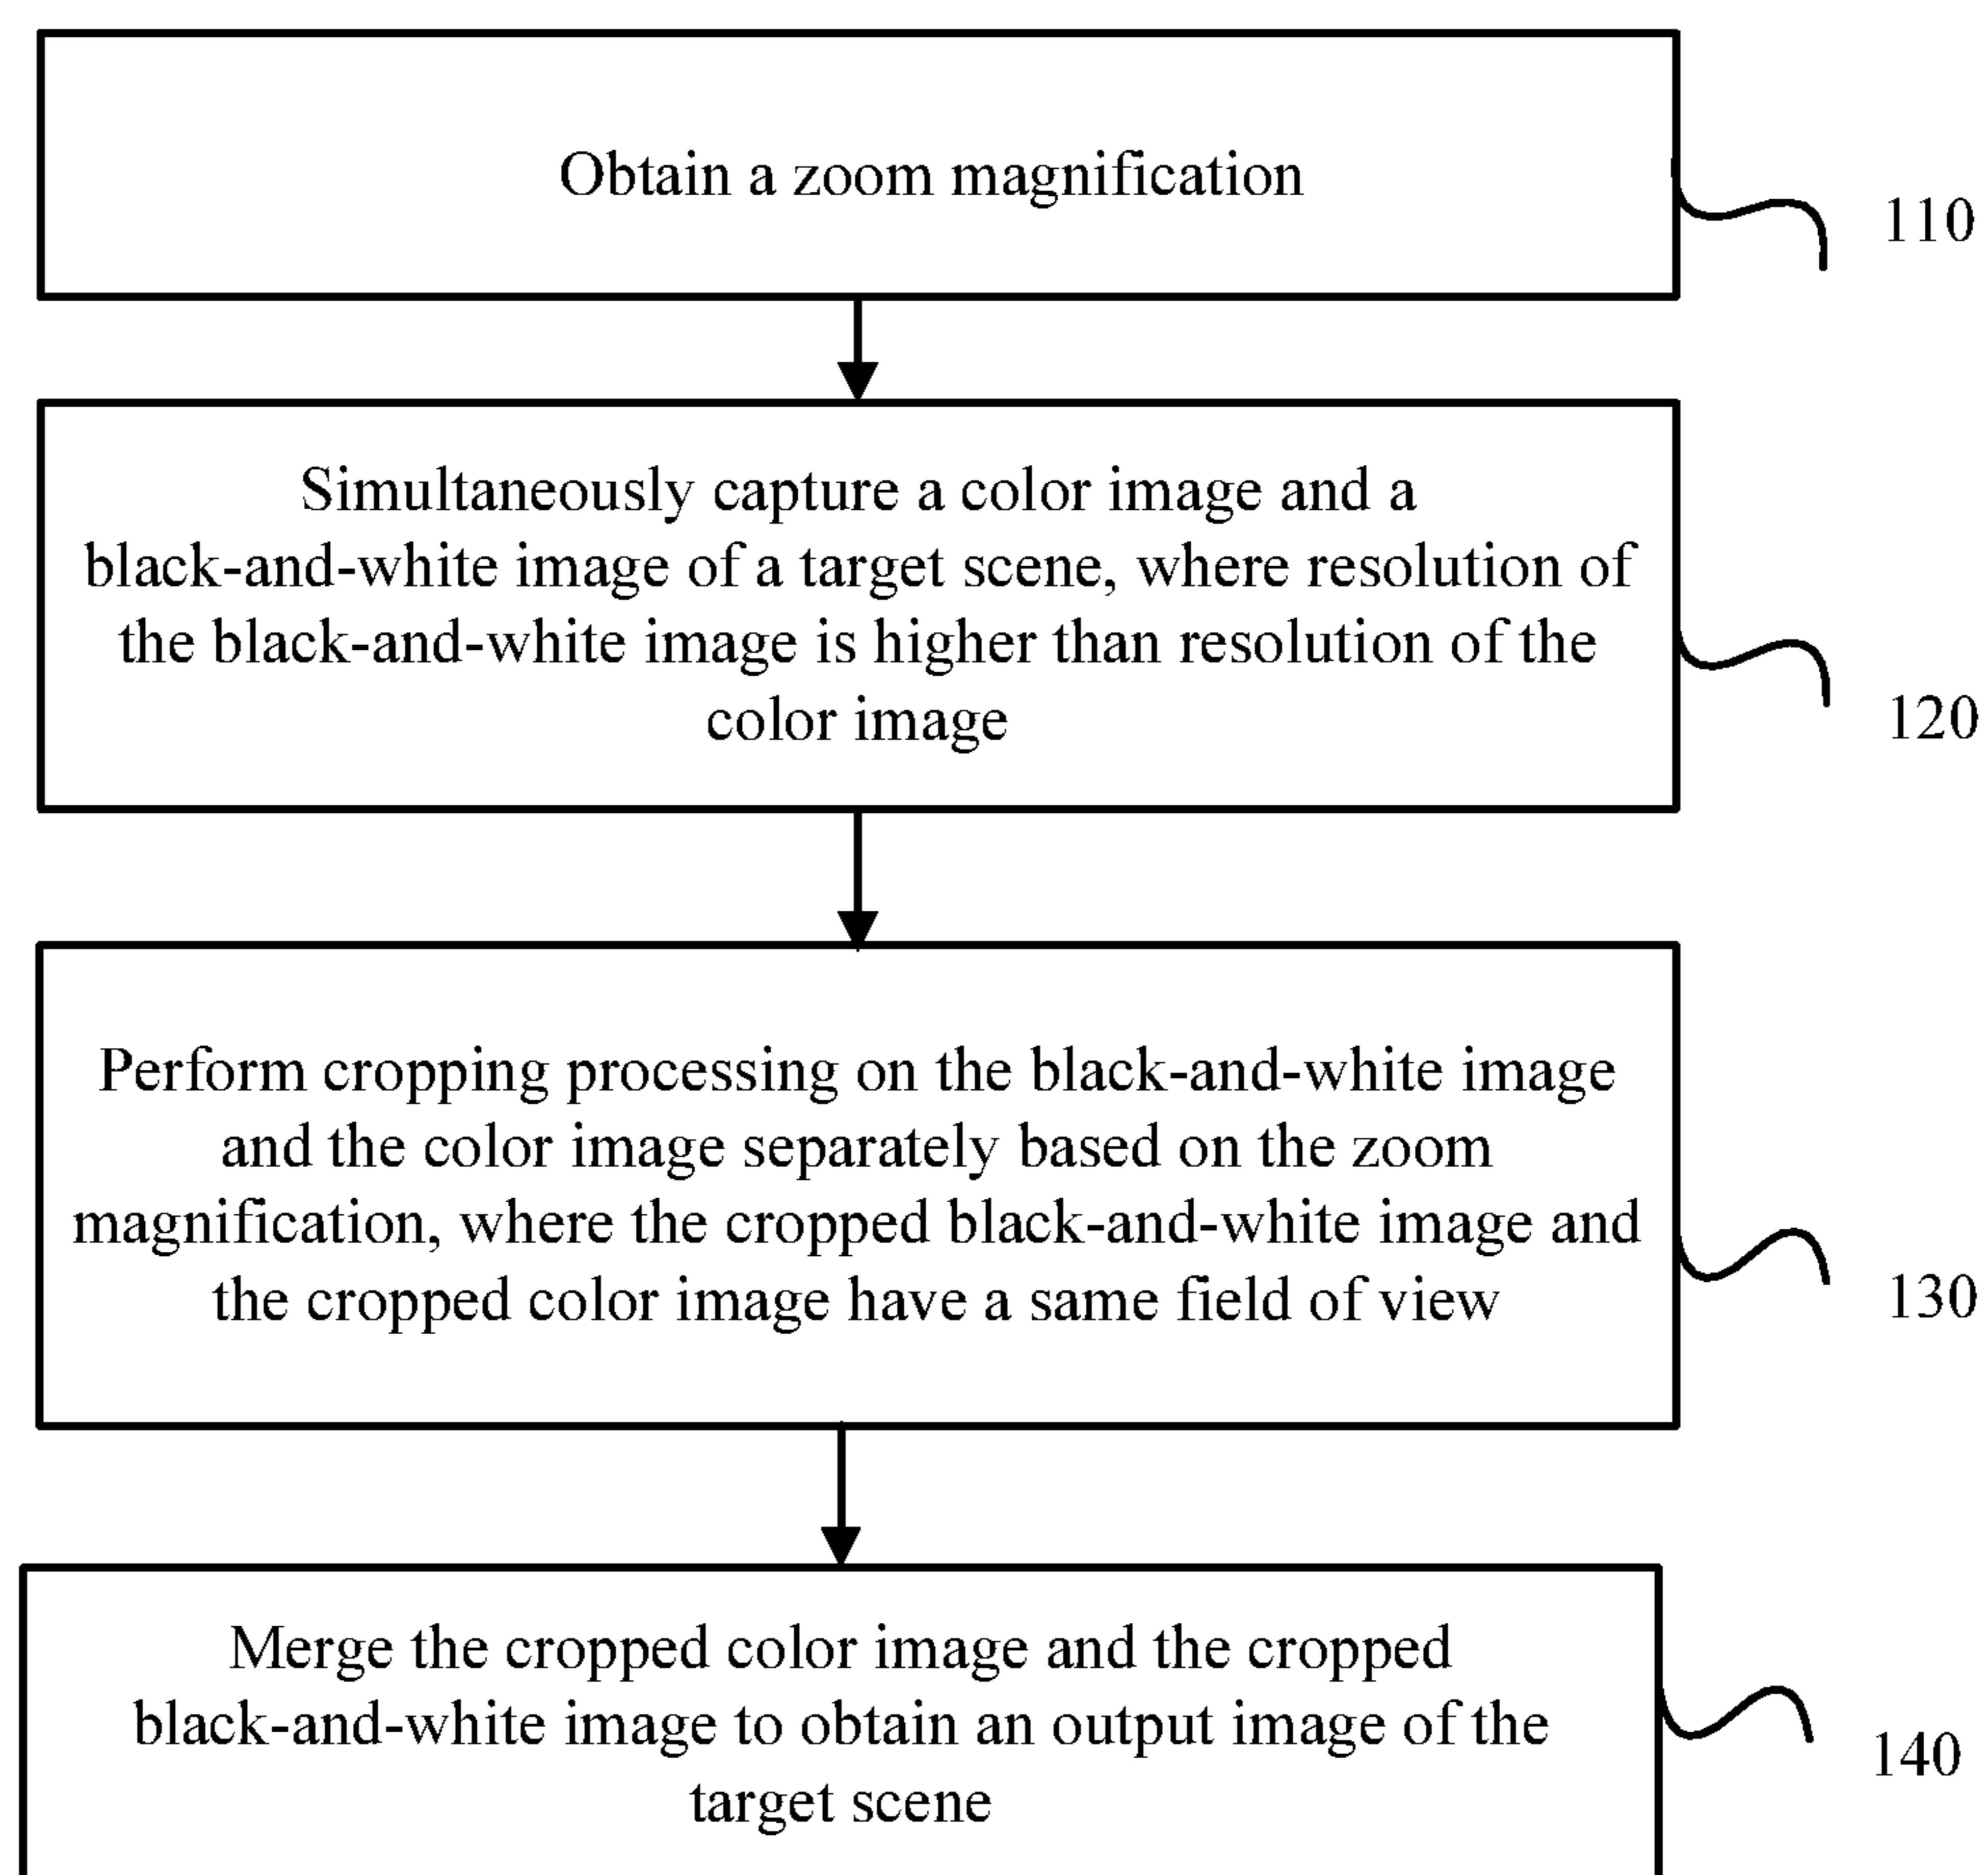 Obtain a zoom magnification
110
Simultaneously capture a color image and a
black-and-white image of a target scene, where resolution of
the black-and-white image is higher than resolution of the
color image
120
Perform cropping processing on the black-and-white image
and the color image separately based on the zoom
magnification, where the cropped black-and-white image and
the cropped color image have a same field of view
130
Merge the cropped color image and the cropped
black-and-white image to obtain an output image of the
target scene
140